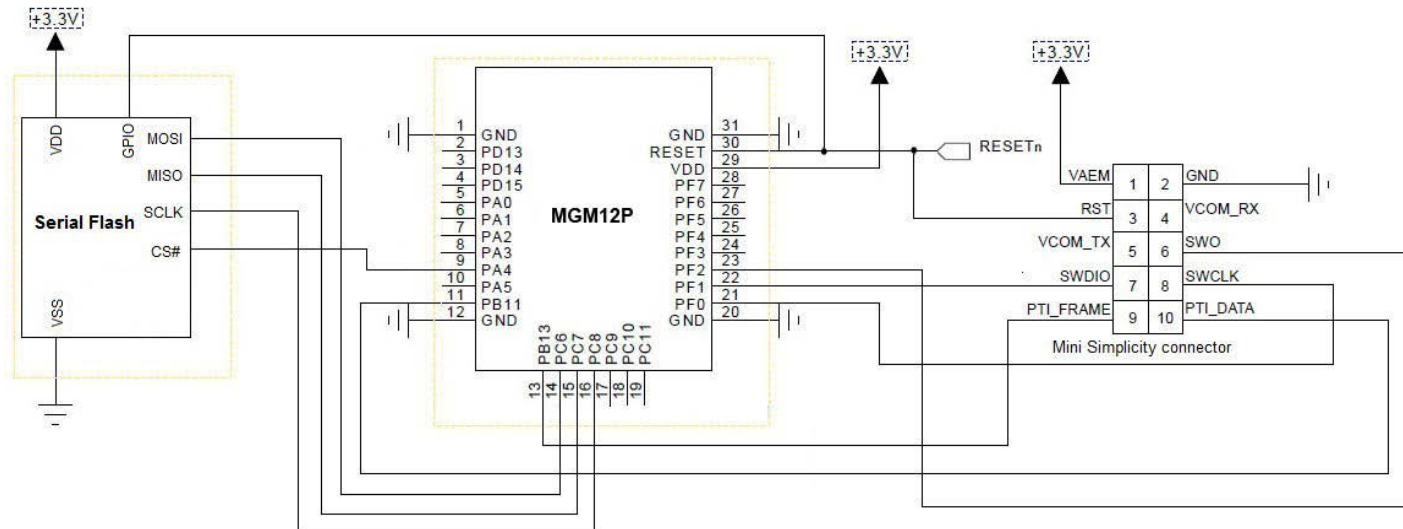 +3.3V
+3.3V
+3.3V
VDD
GPIO
MOSI
MISO
SCLK
CS#
Serial Flash
VSS
MGM12P
1 GND
2 PD13
3 PD14
4 PD15
5 PA0
6 PA1
7 PA2
8 PA3
9 PA4
10 PA5
11 PB11
12 GND
13 PB13
14 PC6
15 PC7
16 PC8
17 PC9
18 PC10
19 PC11
GND 31
RESET 30
VDD 29
PF7 28
PF6 27
PF5 26
PF4 25
PF3 24
PF2 23
PF1 22
PF0 21
GND 20
RESETn
VAEM 1 2 GND
RST 3 4 VCOM_RX
VCOM_TX 5 6 SWO
SWDIO 7 8 SWCLK
PTI_FRAME 9 10 PTI_DATA
Mini Simplicity connector